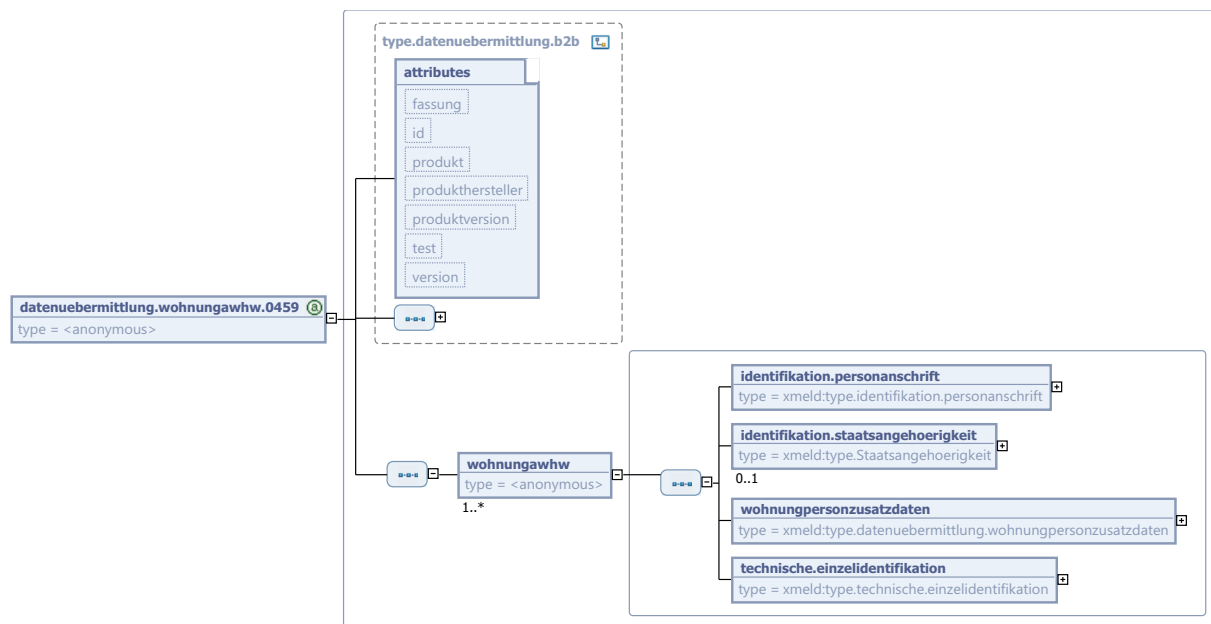 type.datenuebermittlung.b2b
attributes
fassung
id
produkt
produkthersteller
produktversion
test
version
datenuebermittlung.wohnungawhw.0459 a
type = <anonymous>
wohnungawhw
type = <anonymous>
1..*
identifikation.personanschrift
type = xmeld:type.identifikation.personanschrift
identifikation.staatsangehoerigkeit
type = xmeld:type.Staatsangehoerigkeit
0..1
wohnungpersonzusatzdaten
type = xmeld:type.datenuebermittlung.wohnungpersonzusatzdaten
technische.einzelidentifikation
type = xmeld:type.technische.einzelidentifikation